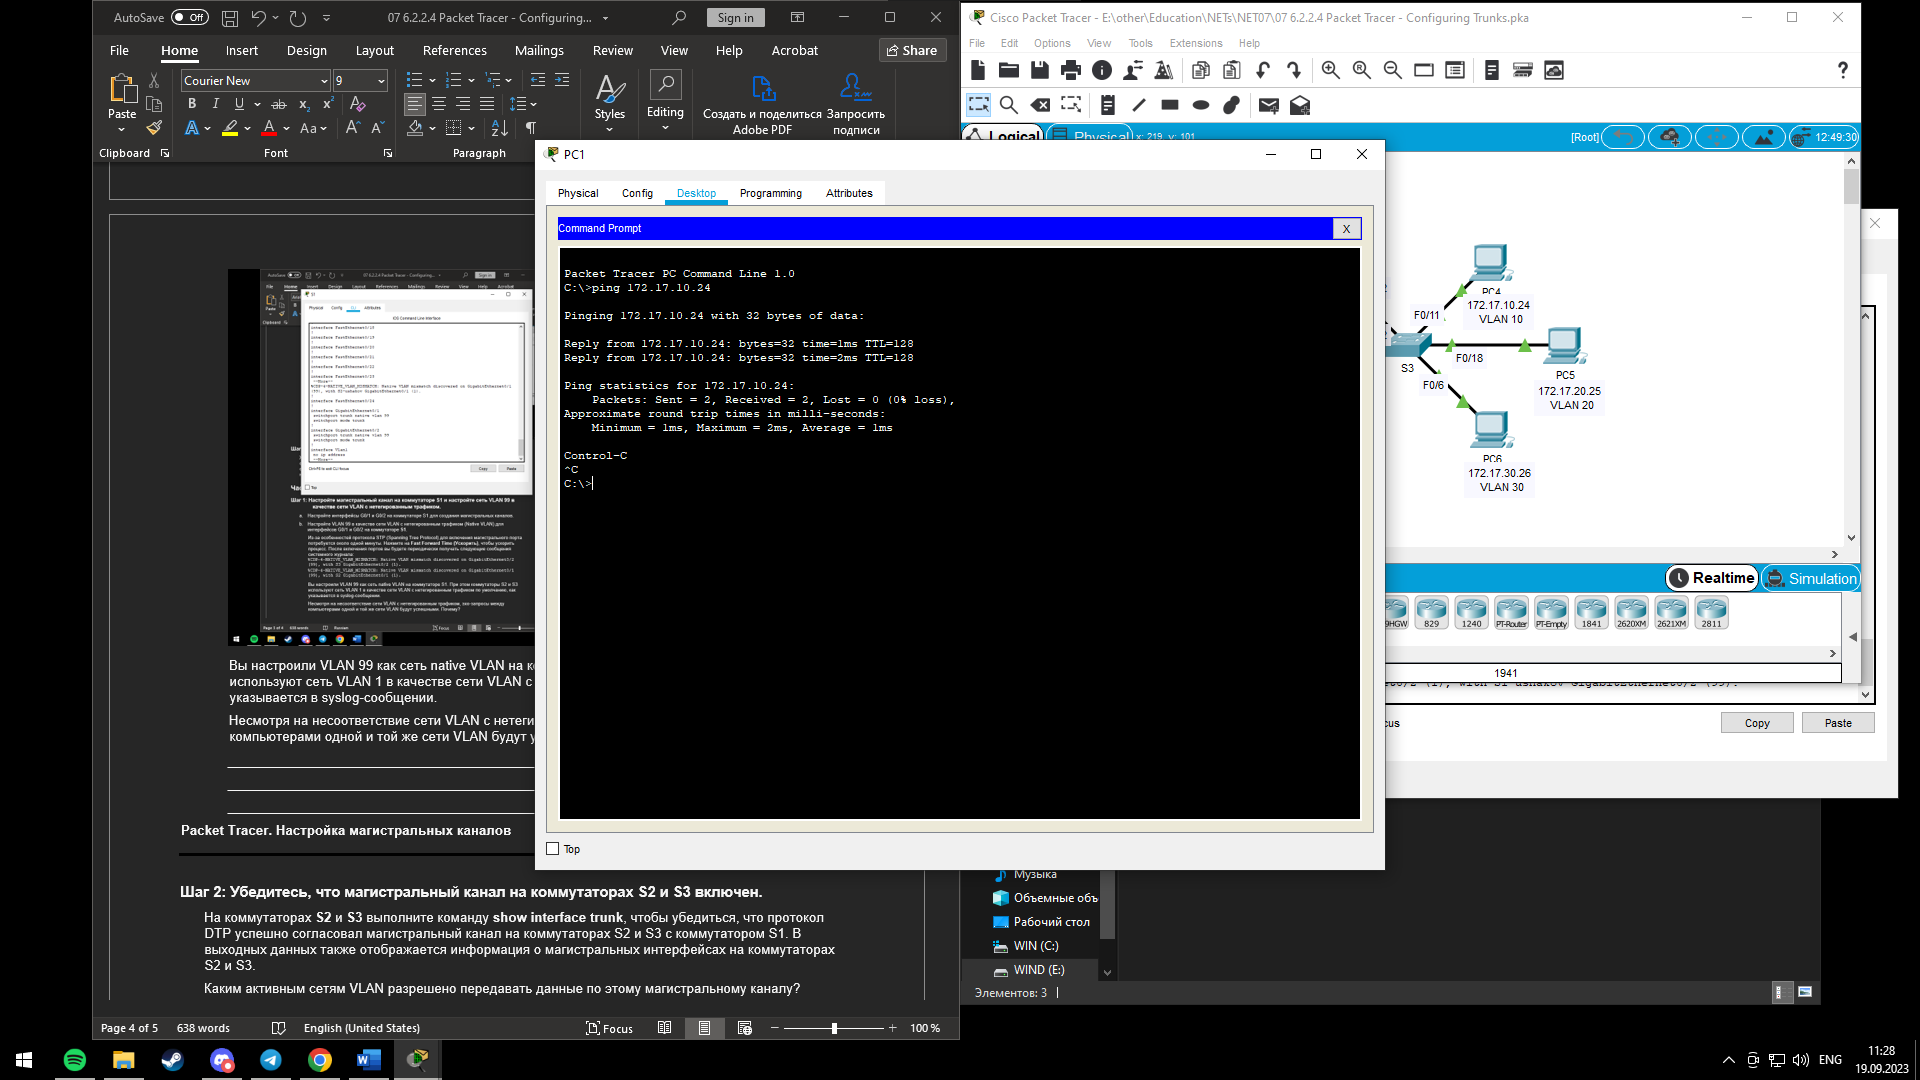 AutoSave Off 07 6.2.2.4 Packet Tracer - Configuring... Sign in
File Home Insert Design Layout References Mailings Review View Help Acrobat Share
Courier New 9
Paste
Styles
Editing
Создать и поделиться Adobe PDF
Запросить подписи
Clipboard Font Paragraph
Вы настроили VLAN 99 как сеть native VLAN на к
используют сеть VLAN 1 в качестве сети VLAN с
указывается в syslog-сообщении.
Несмотря на несоответствие сети VLAN с нетеги
компьютерами одной и той же сети VLAN будут у
Packet Tracer. Настройка магистральных каналов
Шаг 2: Убедитесь, что магистральный канал на коммутаторах S2 и S3 включен.
На коммутаторах S2 и S3 выполните команду show interface trunk, чтобы убедиться, что протокол
DTP успешно согласовал магистральный канал на коммутаторах S2 и S3 с коммутатором S1. В
выходных данных также отображается информация о магистральных интерфейсах на коммутаторах
S2 и S3.
Каким активным сетям VLAN разрешено передавать данные по этому магистральному каналу?
Page 4 of 5 638 words English (United States) Focus 100 %
PC1
Physical Config Desktop Programming Attributes
Command Prompt X
Packet Tracer PC Command Line 1.0
C:\>ping 172.17.10.24
Pinging 172.17.10.24 with 32 bytes of data:
Reply from 172.17.10.24: bytes=32 time=1ms TTL=128
Reply from 172.17.10.24: bytes=32 time=2ms TTL=128
Ping statistics for 172.17.10.24:
Packets: Sent = 2, Received = 2, Lost = 0 (0% loss),
Approximate round trip times in milli-seconds:
Minimum = 1ms, Maximum = 2ms, Average = 1ms
Control-C
^C
C:\>
Top
Cisco Packet Tracer - E:\other\Education\NETs\NET07\07 6.2.2.4 Packet Tracer - Configuring Trunks.pka
File Edit Options View Tools Extensions Help
Logical Physical x: 219, y: 101 [Root] 12:49:30
PC4
172.17.10.24
VLAN 10
F0/11
F0/18
S3
F0/6
PC5
172.17.20.25
VLAN 20
PC6
172.17.30.26
VLAN 30
Realtime Simulation
9HGW 829 1240 PT-Router PT-Empty 1841 2620XM 2621XM 2811
1941
cus Copy Paste
Музыка
Объемные объ
Рабочий стол
WIN (C:)
WIND (E:)
Элементов: 3
ENG
11:28
19.09.2023